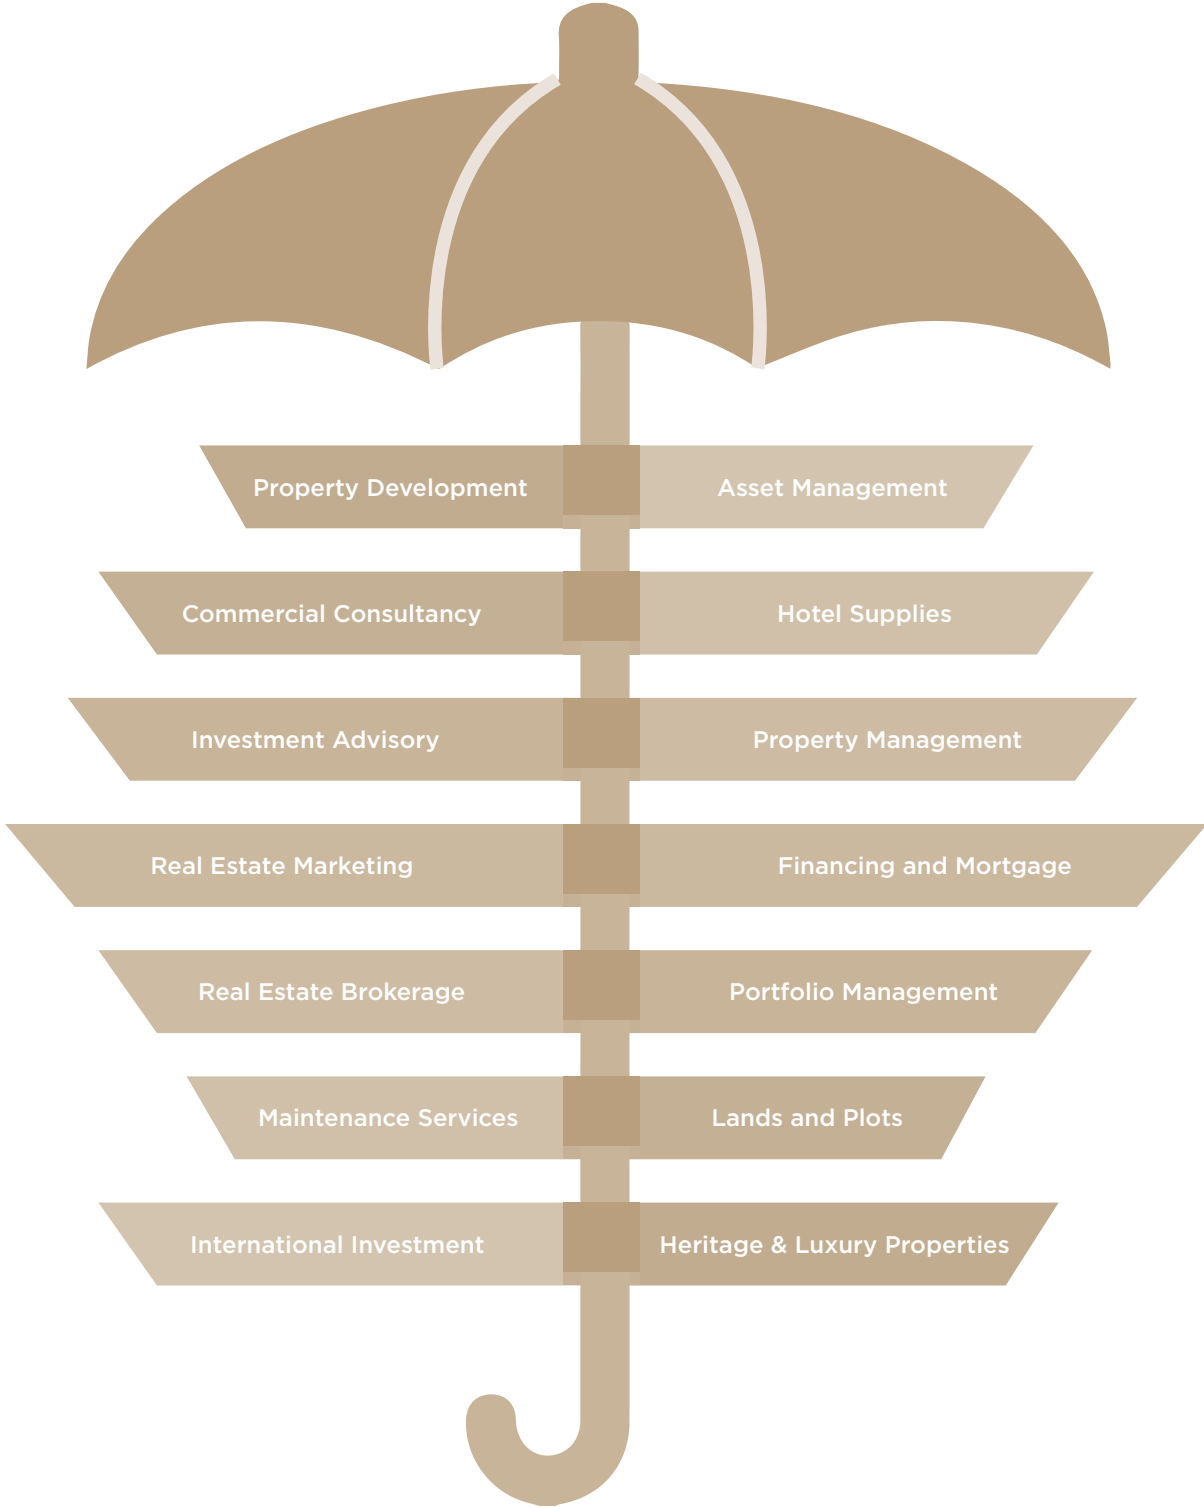 Property Development
Asset Management
Commercial Consultancy
Hotel Supplies
Investment Advisory
Property Management
Real Estate Marketing
Financing and Mortgage
Real Estate Brokerage
Portfolio Management
Maintenance Services
Lands and Plots
International Investment
Heritage & Luxury Properties